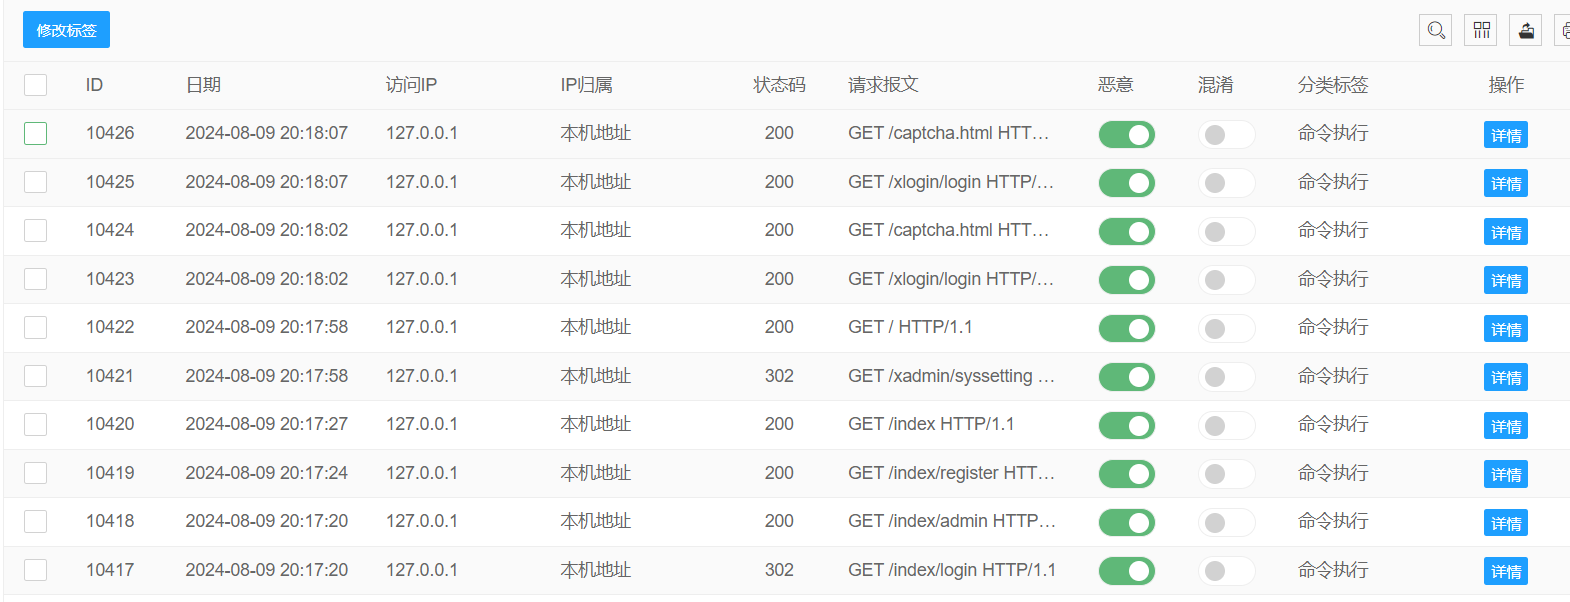 修改标签
ID 日期 访问IP IP归属 状态码 请求报文 恶意 混淆 分类标签 操作
10426 2024-08-09 20:18:07 127.0.0.1 本机地址 200 GET /captcha.html HTT… 命令执行 详情
10425 2024-08-09 20:18:07 127.0.0.1 本机地址 200 GET /xlogin/login HTTP/… 命令执行 详情
10424 2024-08-09 20:18:02 127.0.0.1 本机地址 200 GET /captcha.html HTT… 命令执行 详情
10423 2024-08-09 20:18:02 127.0.0.1 本机地址 200 GET /xlogin/login HTTP/… 命令执行 详情
10422 2024-08-09 20:17:58 127.0.0.1 本机地址 200 GET / HTTP/1.1 命令执行 详情
10421 2024-08-09 20:17:58 127.0.0.1 本机地址 302 GET /xadmin/syssetting … 命令执行 详情
10420 2024-08-09 20:17:27 127.0.0.1 本机地址 200 GET /index HTTP/1.1 命令执行 详情
10419 2024-08-09 20:17:24 127.0.0.1 本机地址 200 GET /index/register HTT… 命令执行 详情
10418 2024-08-09 20:17:20 127.0.0.1 本机地址 200 GET /index/admin HTTP… 命令执行 详情
10417 2024-08-09 20:17:20 127.0.0.1 本机地址 302 GET /index/login HTTP/1.1 命令执行 详情